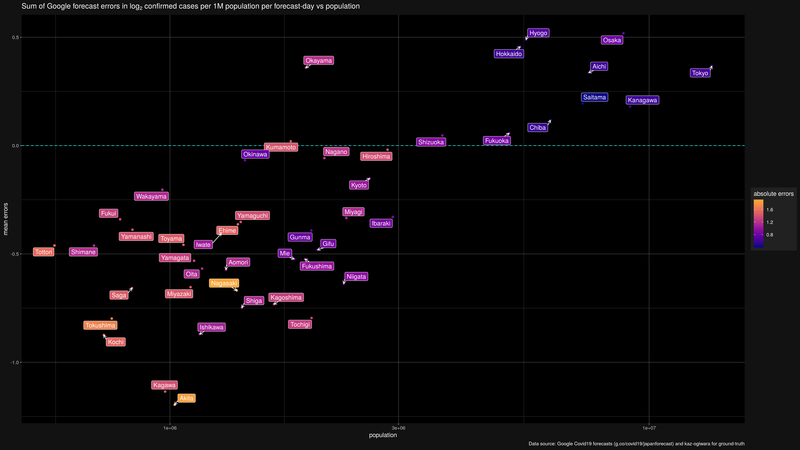 Sum of Google forecast errors in log2 confirmed cases per 1M population per forecast-day vs population
Hyogo
Osaka
Hokkaido
Okayama
Aichi
Tokyo
Saitama
Kanagawa
Chiba
Fukuoka
Shizuoka
Kumamoto
Okinawa
Nagano
Hiroshima
Kyoto
Wakayama
Fukui
Yamaguchi
Miyagi
Ibaraki
Ehime
Yamanashi
Toyama
Gunma
Iwate
Gifu
Tottori
Shimane
Mie
Yamagata
Aomori
Fukushima
Oita
Niigata
Nagasaki
Saga
Miyazaki
Kagoshima
Shiga
Tokushima
Tochigi
Ishikawa
Kochi
Kagawa
Akita
0.5
0.0
-0.5
-1.0
mean errors
1e+06
3e+06
1e+07
population
absolute errors
1.6
1.2
0.8
Data source: Google Covid19 forecasts (g.co/covid19/japanforecast) and kaz-ogiwara for ground-truth